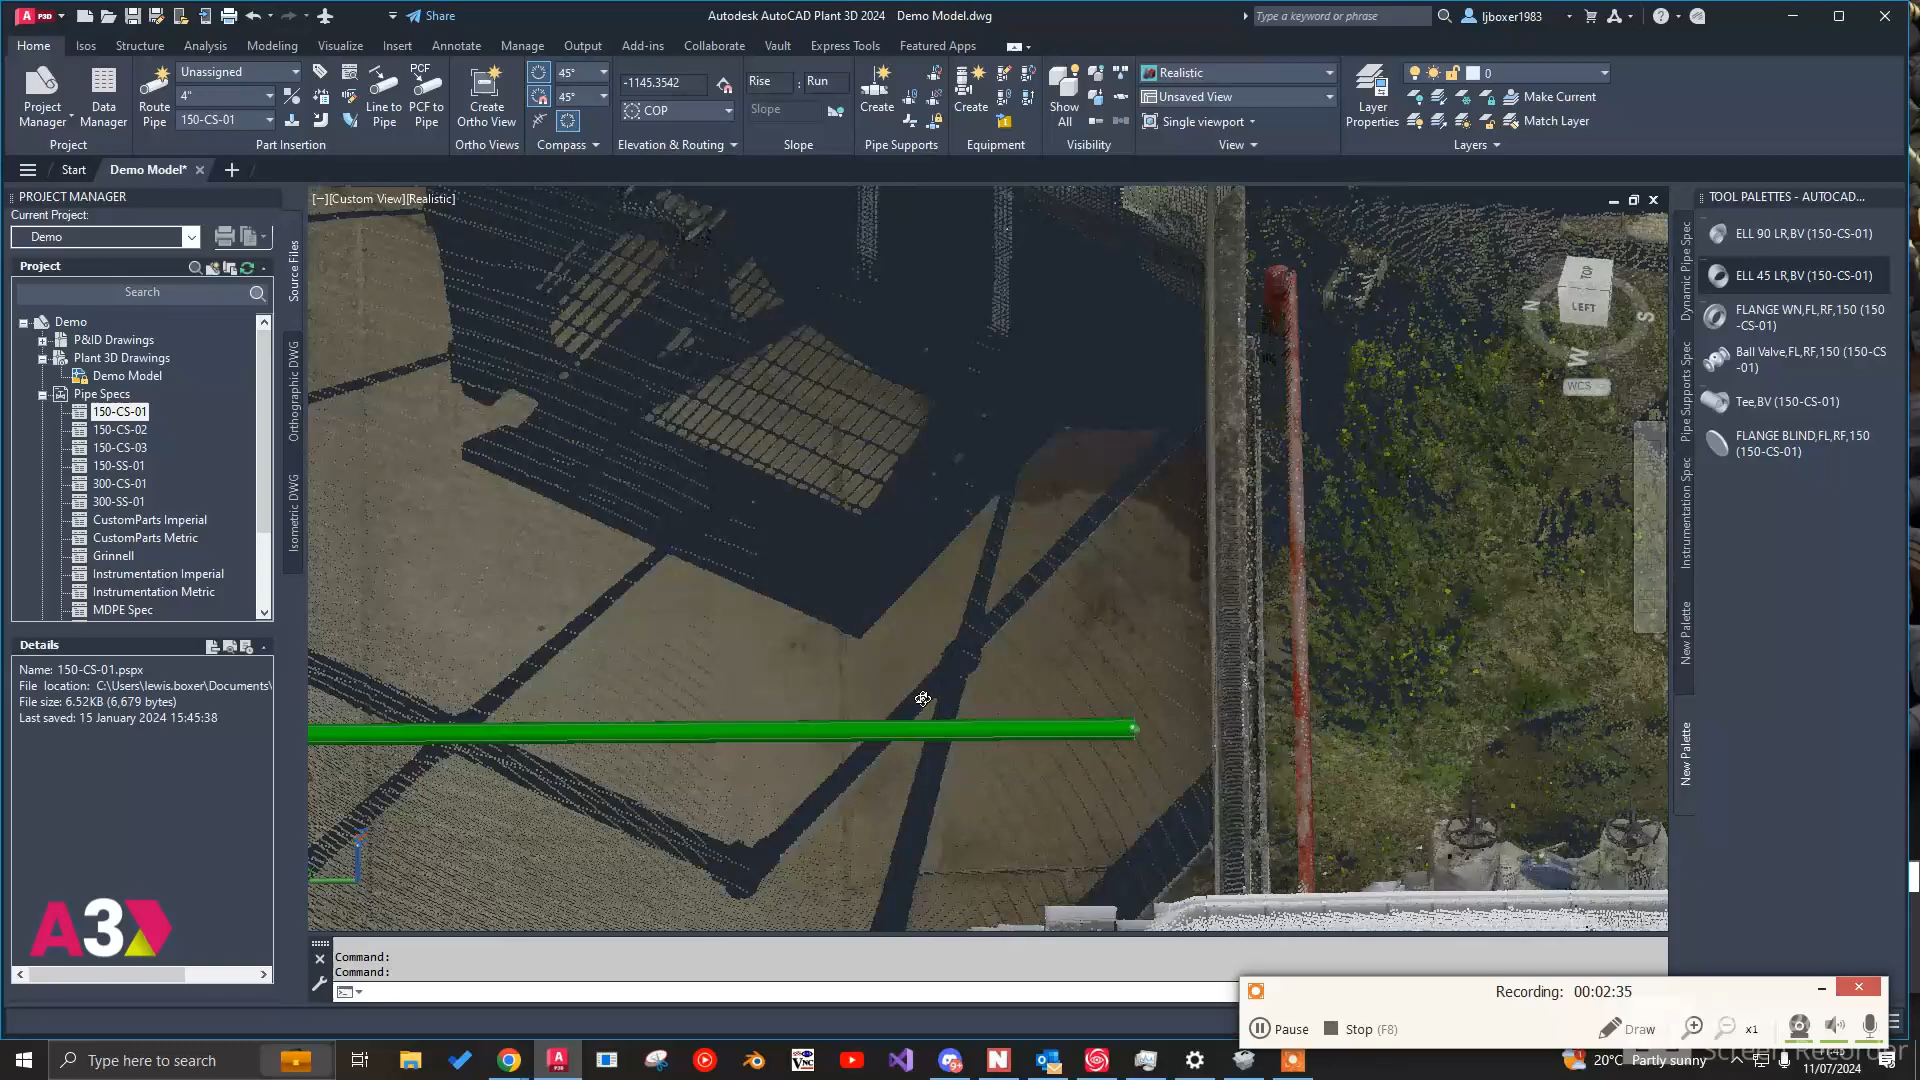 Share
Autodesk AutoCAD Plant 3D 2024 Demo Model.dwg
Type a keyword or phrase
ljboxer1983
Home Isos Structure Analysis Modeling Visualize Insert Annotate Manage Output Add-ins Collaborate Vault Express Tools Featured Apps
Project Manager
Data Manager
Project
Route Pipe
Unassigned
4"
150-CS-01
Line to Pipe
PCF
PCF to Pipe
Part Insertion
Create Ortho View
Ortho Views
45°
45°
Compass
-1145.3542
COP
Elevation & Routing
Rise : Run
Slope
Slope
Create
Pipe Supports
Create
Equipment
Show All
Visibility
Realistic
Unsaved View
Single viewport
View
Layer Properties
0
Make Current
Match Layer
Layers
Start
Demo Model*
PROJECT MANAGER
Current Project:
Demo
Project
Search
Demo
P&ID Drawings
Plant 3D Drawings
Demo Model
Pipe Specs
150-CS-01
150-CS-02
150-CS-03
150-SS-01
300-CS-01
300-SS-01
CustomParts Imperial
CustomParts Metric
Grinnell
Instrumentation Imperial
Instrumentation Metric
MDPE Spec
Source Files
Orthographic DWG
Isometric DWG
Details
Name: 150-CS-01.pspx
File location: C:\Users\lewis.boxer\Documents\
File size: 6.52KB (6,679 bytes)
Last saved: 15 January 2024 15:45:38
A3D
[−][Custom View][Realistic]
TOP
LEFT
N
S
W
WCS
Command:
Command:
TOOL PALETTES - AUTOCAD...
Dynamic Pipe Spec
Pipe Supports Spec
Instrumentation Spec
New Palette
New Palette
ELL 90 LR,BV (150-CS-01)
ELL 45 LR,BV (150-CS-01)
FLANGE WN,FL,RF,150 (150
-CS-01)
Ball Valve,FL,RF,150 (150-CS
-01)
Tee,BV (150-CS-01)
FLANGE BLIND,FL,RF,150
(150-CS-01)
Recording: 00:02:35
Pause
Stop (F8)
Draw
x1
Screen Recorder
Type here to search
20°C Partly sunny
11/07/2024